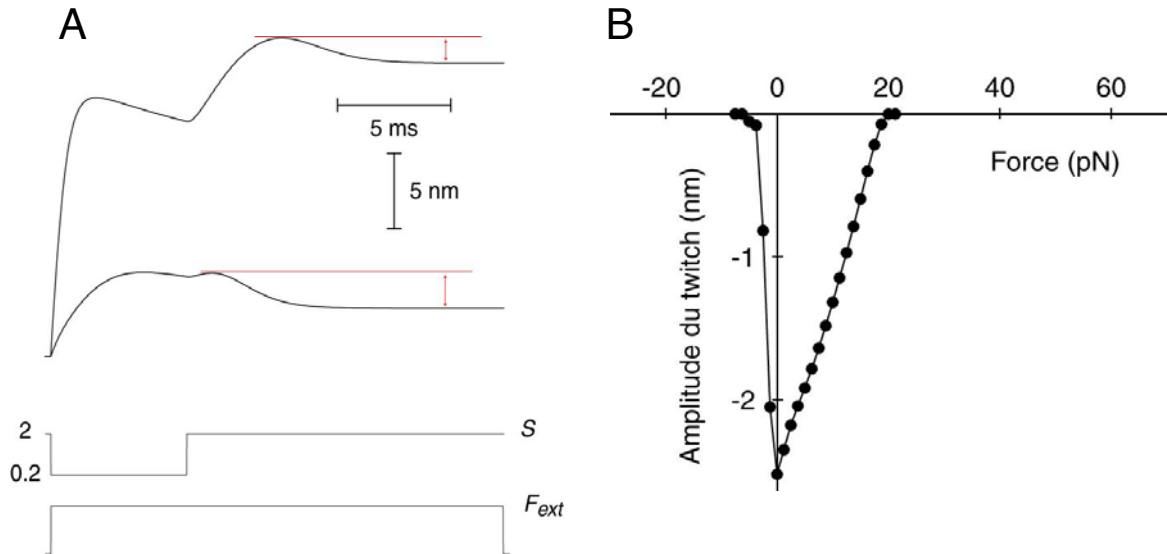 A
5 ms
5 nm
2
0.2
S
F_ext
B
-20 0 20 40 60
Force (pN)
Amplitude du twitch (nm)
-1
-2